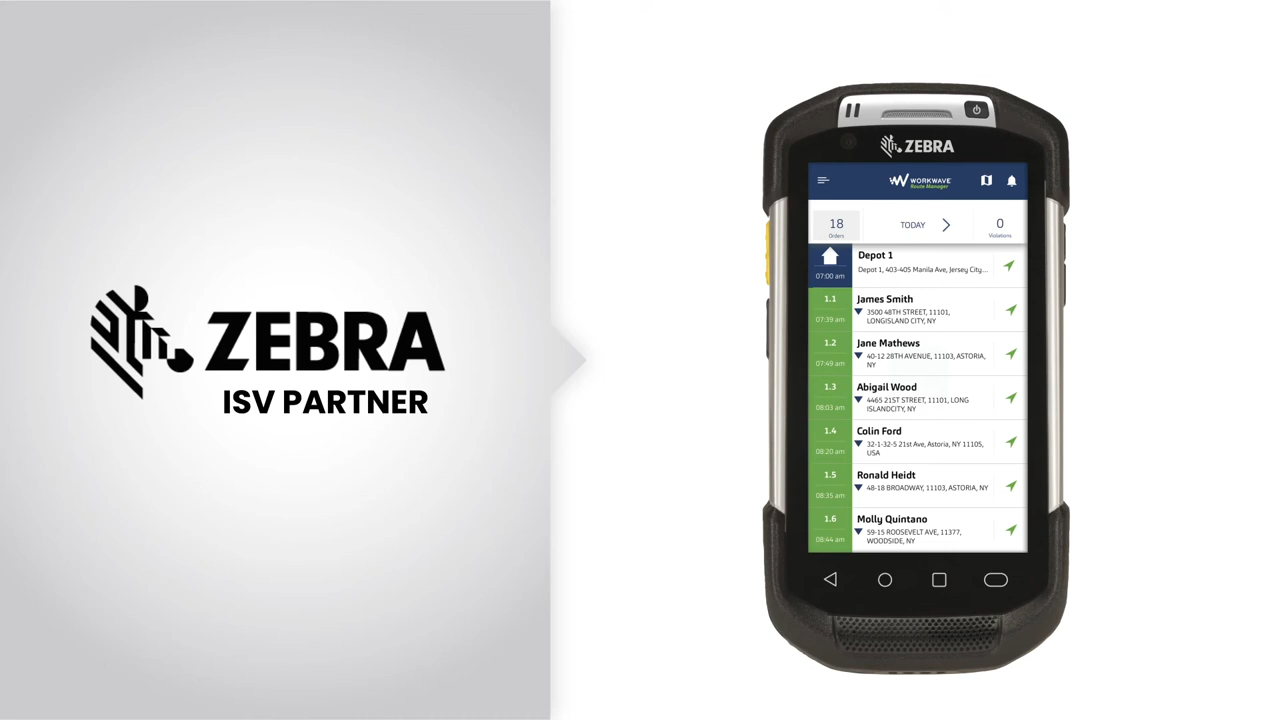 ZEBRA
ISV PARTNER
ZEBRA
WORKWAVE
Route Manager
18
Orders
TODAY
0
Violations
07:00 am
Depot 1
Depot 1, 403-405 Manila Ave, Jersey City...
1.1
07:39 am
James Smith
3500 48TH STREET, 11101,
LONGISLAND CITY, NY
1.2
07:49 am
Jane Mathews
40-12 28TH AVENUE, 11103, ASTORIA,
NY
1.3
08:03 am
Abigail Wood
4465 21ST STREET, 11101, LONG
ISLANDCITY, NY
1.4
08:20 am
Colin Ford
32-1-32-5 21st Ave, Astoria, NY 11105,
USA
1.5
08:35 am
Ronald Heidt
48-18 BROADWAY, 11103, ASTORIA, NY
1.6
08:44 am
Molly Quintano
59-15 ROOSEVELT AVE, 11377,
WOODSIDE, NY